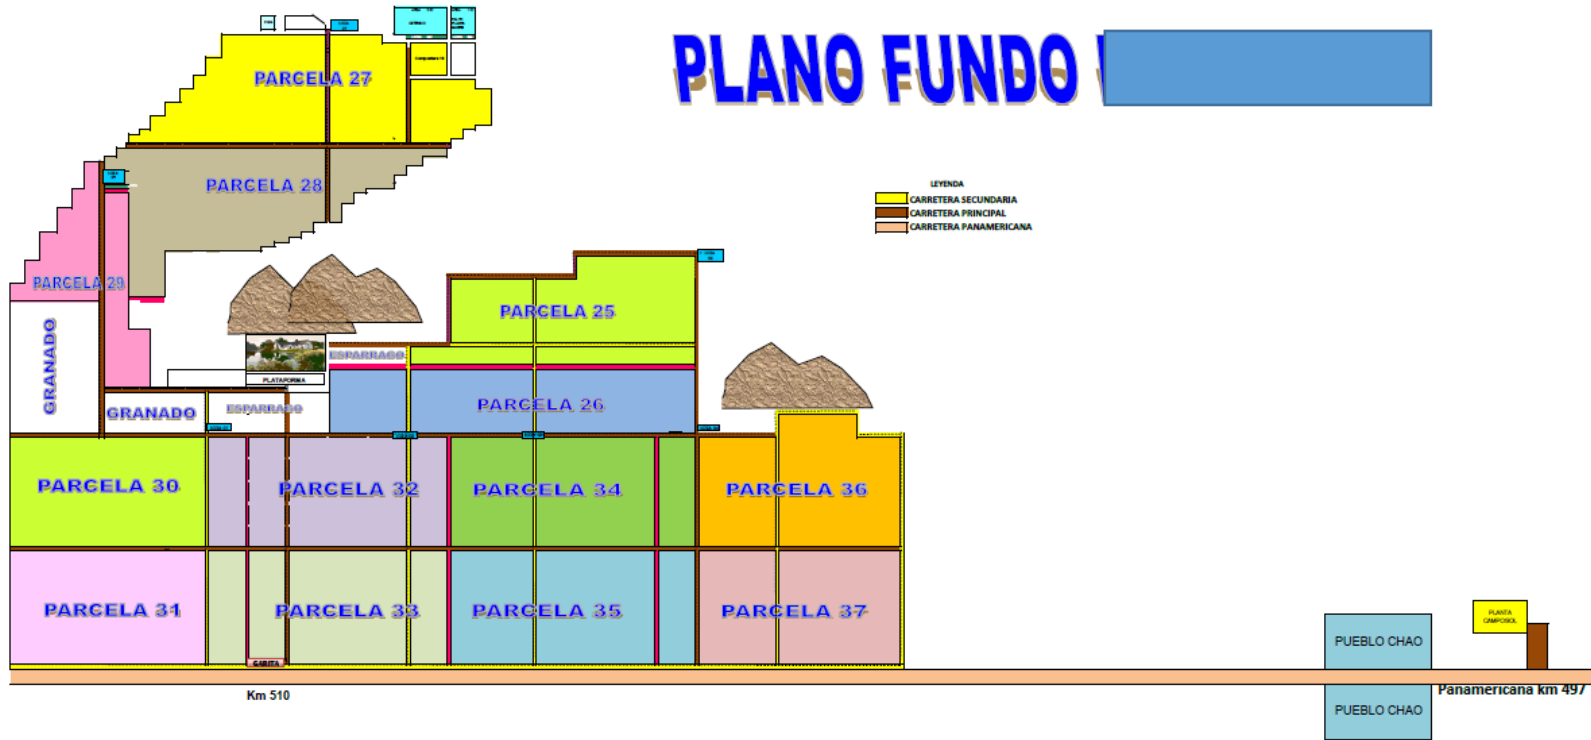 PLANO FUNDO
PARCELA 27
PARCELA 28
LEYENDA
CARRETERA SECUNDARIA
CARRETERA PRINCIPAL
CARRETERA PANAMERICANA
PARCELA 29
PARCELA 25
GRANADO
ESPARRAGO
PLATAFORMA
GRANADO
ESPARRAGO
PARCELA 26
PARCELA 30
PARCELA 32
PARCELA 34
PARCELA 36
PARCELA 31
PARCELA 33
PARCELA 35
PARCELA 37
GARITA
PLANTA
CAMPOSOL
PUEBLO CHAO
Km 510
Panamericana km 497
PUEBLO CHAO